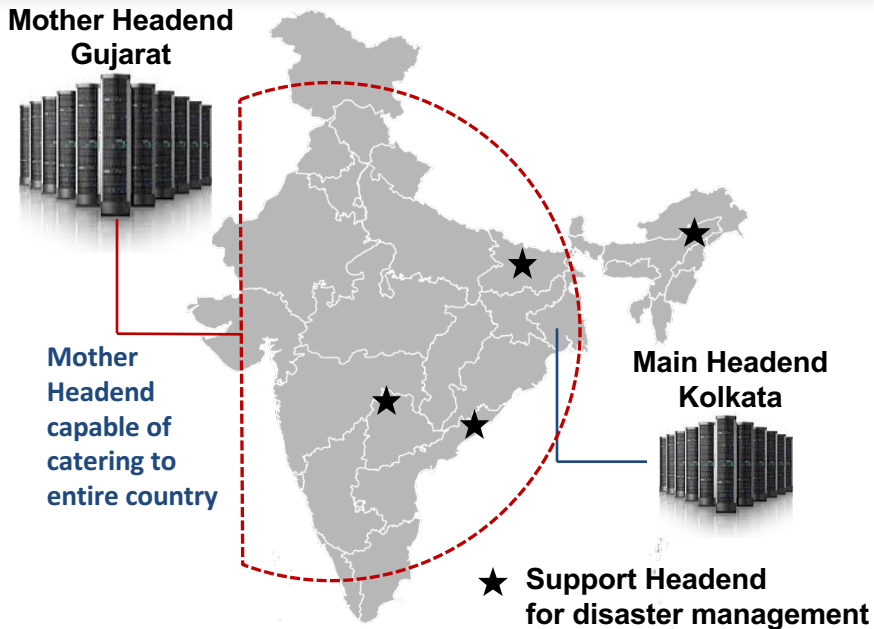 Mother Headend
Gujarat
Mother
Headend
capable of
catering to
entire country
Main Headend
Kolkata
Support Headend
for disaster management